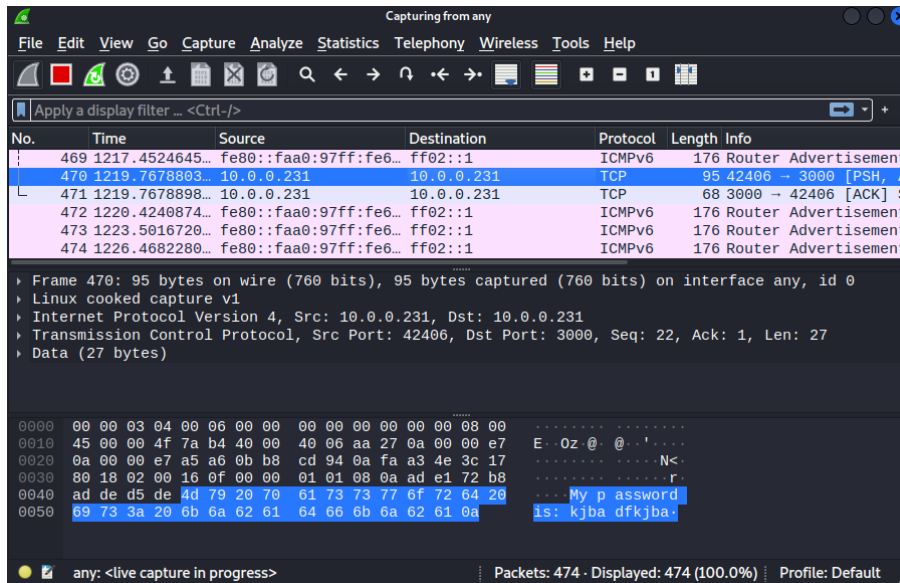 Capturing from any
File Edit View Go Capture Analyze Statistics Telephony Wireless Tools Help
Apply a display filter ... <Ctrl-/>
No. Time Source Destination Protocol Length Info
469 1217.4524645… fe80::faa0:97ff:fe6… ff02::1 ICMPv6 176 Router Advertisemen
470 1219.7678803… 10.0.0.231 10.0.0.231 TCP 95 42406 → 3000 [PSH,
471 1219.7678898… 10.0.0.231 10.0.0.231 TCP 68 3000 → 42406 [ACK]
472 1220.4240874… fe80::faa0:97ff:fe6… ff02::1 ICMPv6 176 Router Advertisemen
473 1223.5016720… fe80::faa0:97ff:fe6… ff02::1 ICMPv6 176 Router Advertisemen
474 1226.4682280… fe80::faa0:97ff:fe6… ff02::1 ICMPv6 176 Router Advertisemen
Frame 470: 95 bytes on wire (760 bits), 95 bytes captured (760 bits) on interface any, id 0
Linux cooked capture v1
Internet Protocol Version 4, Src: 10.0.0.231, Dst: 10.0.0.231
Transmission Control Protocol, Src Port: 42406, Dst Port: 3000, Seq: 22, Ack: 1, Len: 27
Data (27 bytes)
0000 00 00 03 04 00 06 00 00 00 00 00 00 00 00 08 00 ········ ········
0010 45 00 00 4f 7a b4 40 00 40 06 aa 27 0a 00 00 e7 E··Oz·@· @··'····
0020 0a 00 00 e7 a5 a6 0b b8 cd 94 0a fa a3 4e 3c 17 ········ ·····N<·
0030 80 18 02 00 16 0f 00 00 01 01 08 0a ad e1 72 b8 ········ ······r·
0040 ad de d5 de 4d 79 20 70 61 73 73 77 6f 72 64 20 ····My p assword
0050 69 73 3a 20 6b 6a 62 61 64 66 6b 6a 62 61 0a is: kjba dfkjba·
any: <live capture in progress> Packets: 474 · Displayed: 474 (100.0%) Profile: Default